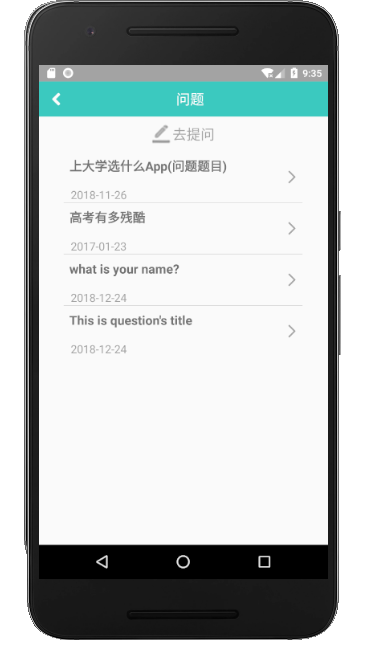 9:35
问题
去提问
上大学选什么App(问题题目)
2018-11-26
高考有多残酷
2017-01-23
what is your name?
2018-12-24
This is question's title
2018-12-24